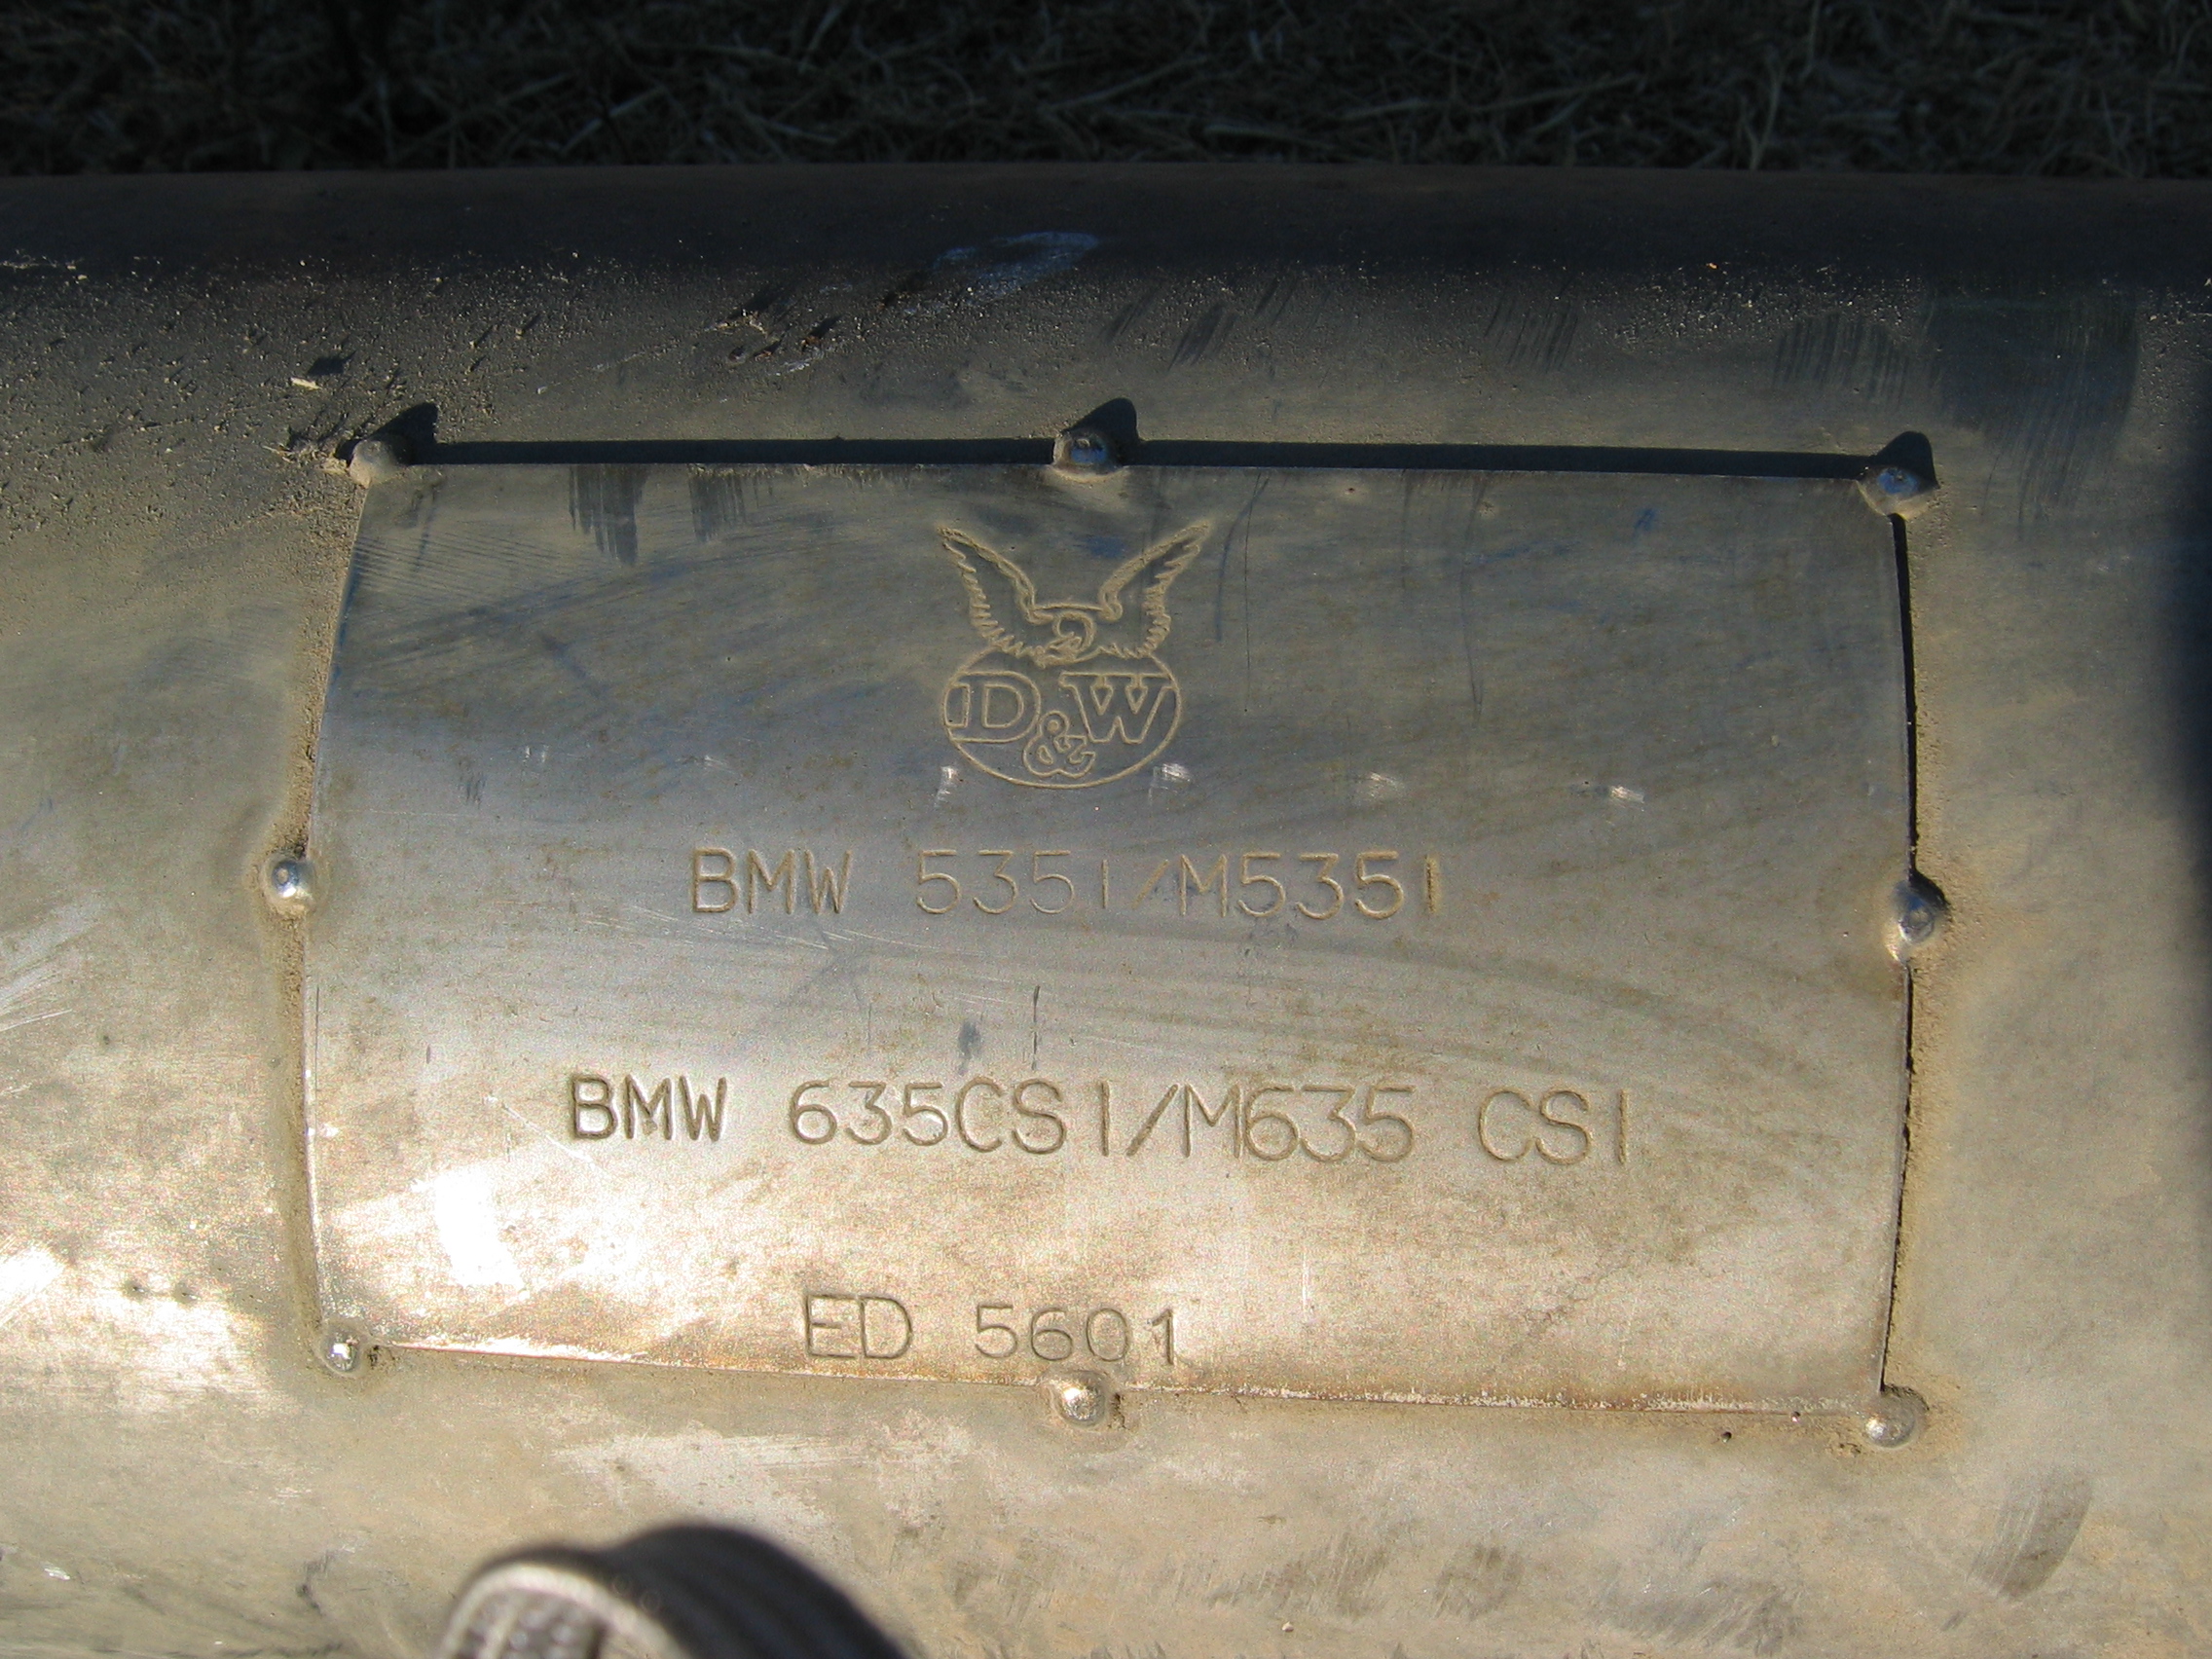 D&W
BMW 535I/M535I
BMW 635CSI/M635 CSI
ED 5601